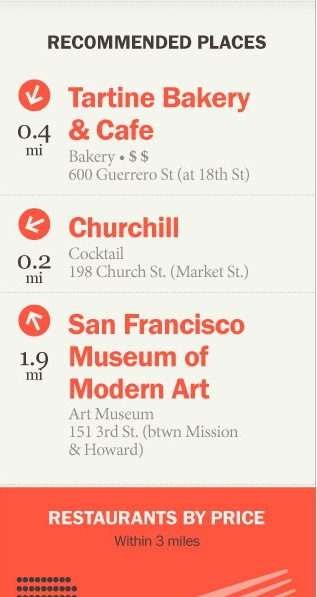 RECOMMENDED PLACES
Tartine Bakery
& Cafe
0.4
mi
Bakery • $ $
600 Guerrero St (at 18th St)
Churchill
0.2
mi
Cocktail
198 Church St. (Market St.)
San Francisco
Museum of
Modern Art
1.9
mi
Art Museum
151 3rd St. (btwn Mission
& Howard)
RESTAURANTS BY PRICE
Within 3 miles